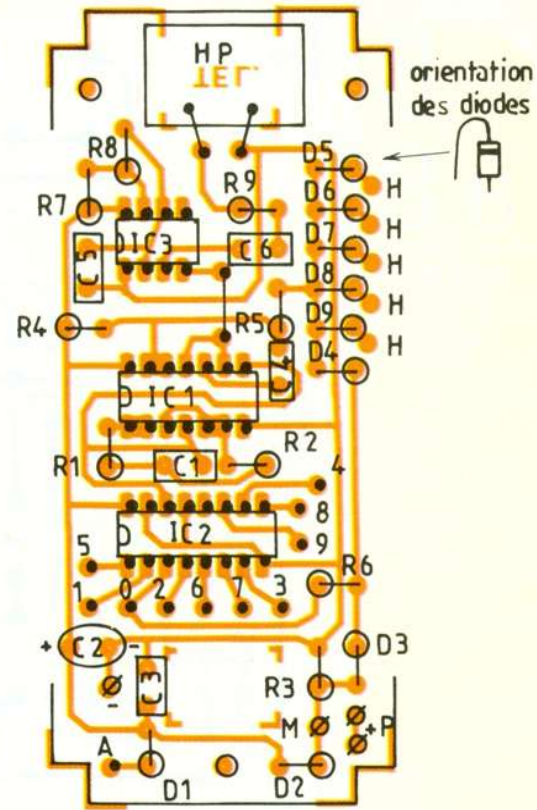 HP
TEL.
orientation
des diodes
R8
D5
H
R7
R9
D6
H
IC3
C6
D7
H
C5
D8
H
R4
R5
D9
H
C4
D4
IC1
R1
C1
R2
4
8
IC2
9
5
R6
1 0 2 6 7 3
+ C2 -
D3
C3
R3
-
M
+P
A
D1
D2